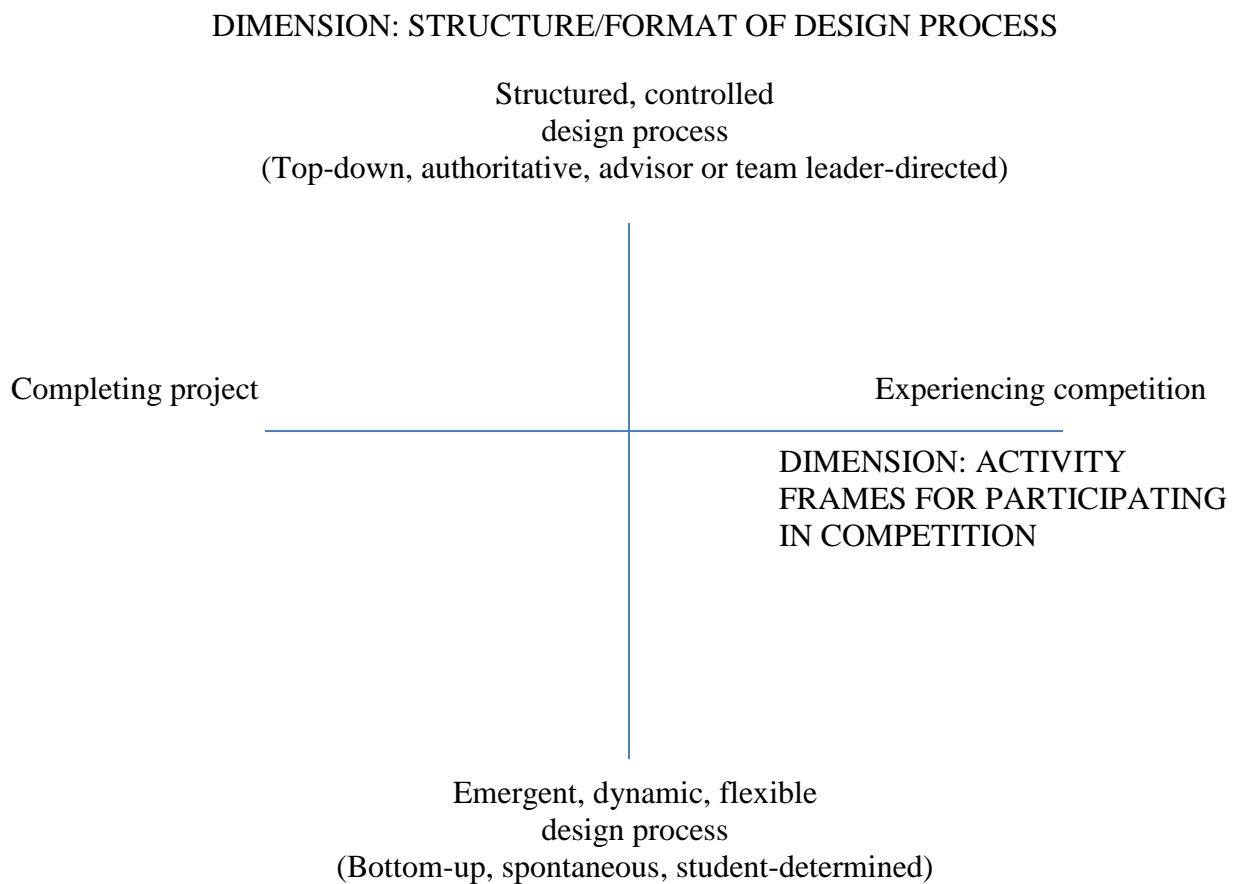 DIMENSION: STRUCTURE/FORMAT OF DESIGN PROCESS
Structured, controlled
design process
(Top-down, authoritative, advisor or team leader-directed)
Completing project
Experiencing competition
DIMENSION: ACTIVITY
FRAMES FOR PARTICIPATING
IN COMPETITION
Emergent, dynamic, flexible
design process
(Bottom-up, spontaneous, student-determined)